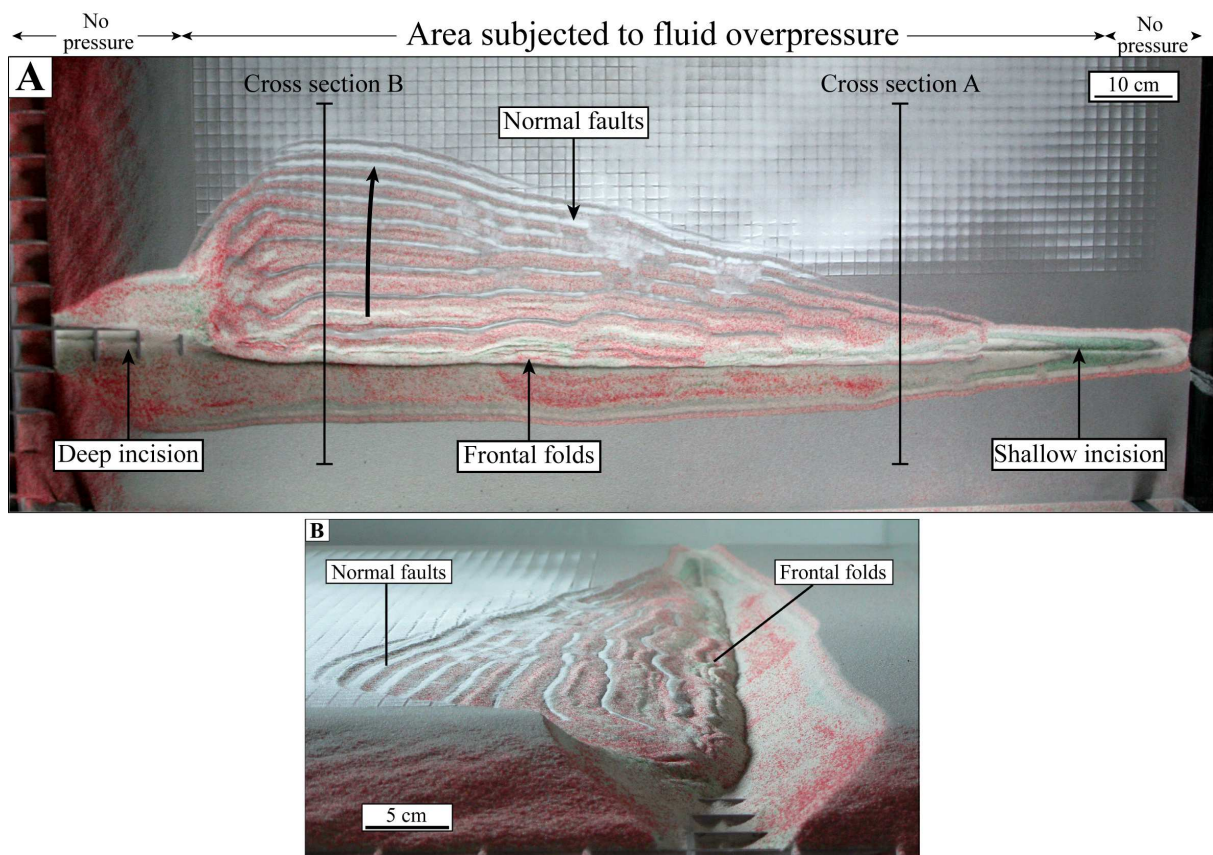 No
pressure
Area subjected to fluid overpressure
No
pressure
A
Cross section B
Cross section A
10 cm
Normal faults
Deep incision
Frontal folds
Shallow incision
B
Normal faults
Frontal folds
5 cm